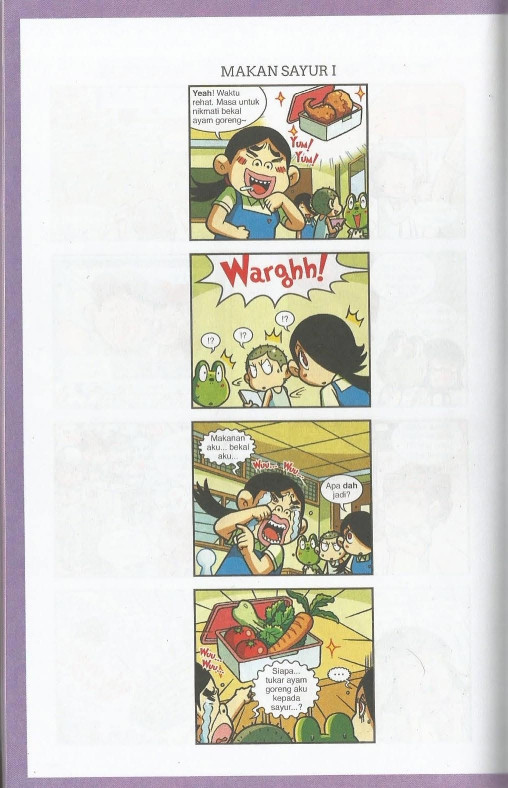 MAKAN SAYUR I
Yeah! Waktu
rehat. Masa untuk
nikmati bekal
ayam goreng~
YUM!
YUM!
Warghh!
!?
!?
!?
Makanan
aku... bekal
aku...
Wuu... Wuu...
Apa dah
jadi?
Wuu...
Wuu...
Siapa...
tukar ayam
goreng aku
kepada
sayur...?
...